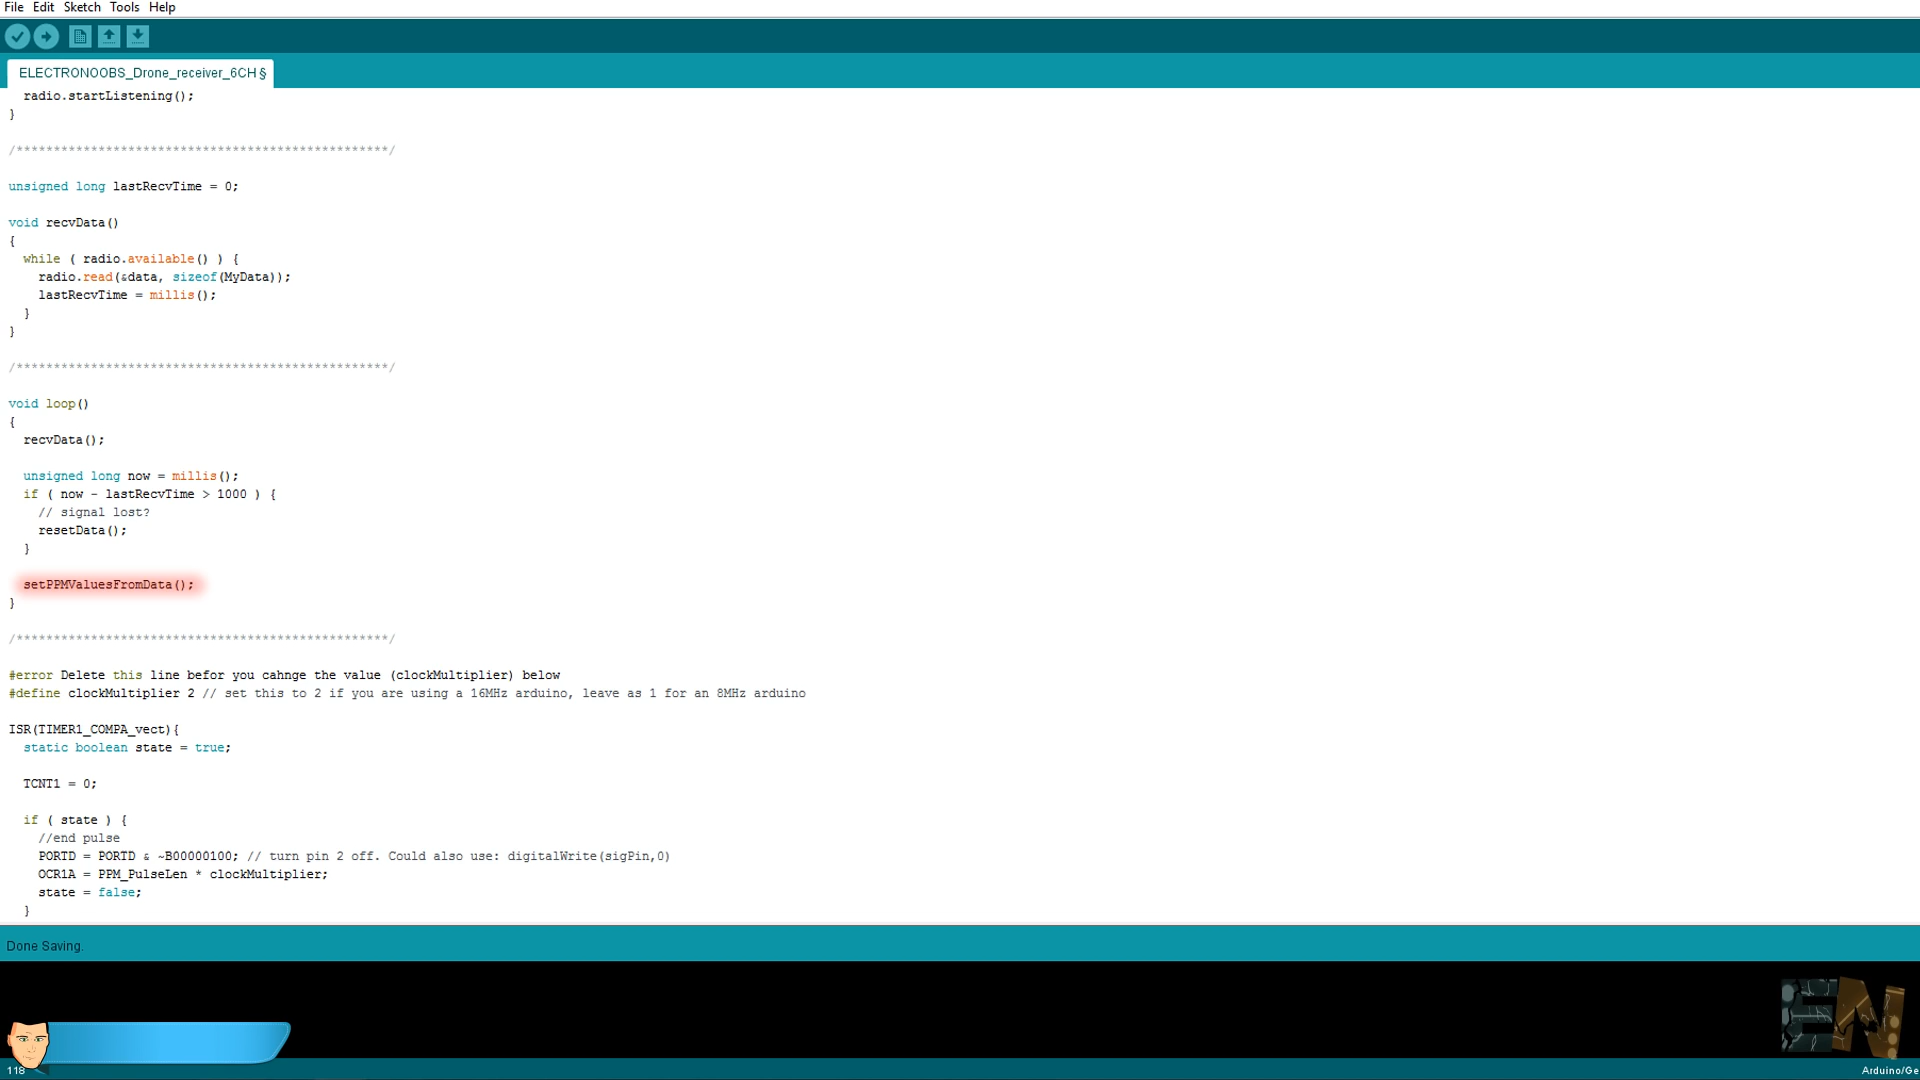 File Edit Sketch Tools Help
ELECTRONOOBS_Drone_receiver_6CH §
radio.startListening();
}
/**************************************************/
unsigned long lastRecvTime = 0;
void recvData()
{
while ( radio.available() ) {
radio.read(&data, sizeof(MyData));
lastRecvTime = millis();
}
}
/**************************************************/
void loop()
{
recvData();
unsigned long now = millis();
if ( now - lastRecvTime > 1000 ) {
// signal lost?
resetData();
}
setPPMValuesFromData();
}
/**************************************************/
#error Delete this line befor you cahnge the value (clockMultiplier) below
#define clockMultiplier 2 // set this to 2 if you are using a 16MHz arduino, leave as 1 for an 8MHz arduino
ISR(TIMER1_COMPA_vect){
static boolean state = true;
TCNT1 = 0;
if ( state ) {
//end pulse
PORTD = PORTD & ~B00000100; // turn pin 2 off. Could also use: digitalWrite(sigPin,0)
OCR1A = PPM_PulseLen * clockMultiplier;
state = false;
}
Done Saving.
EN
118
Arduino/Ge